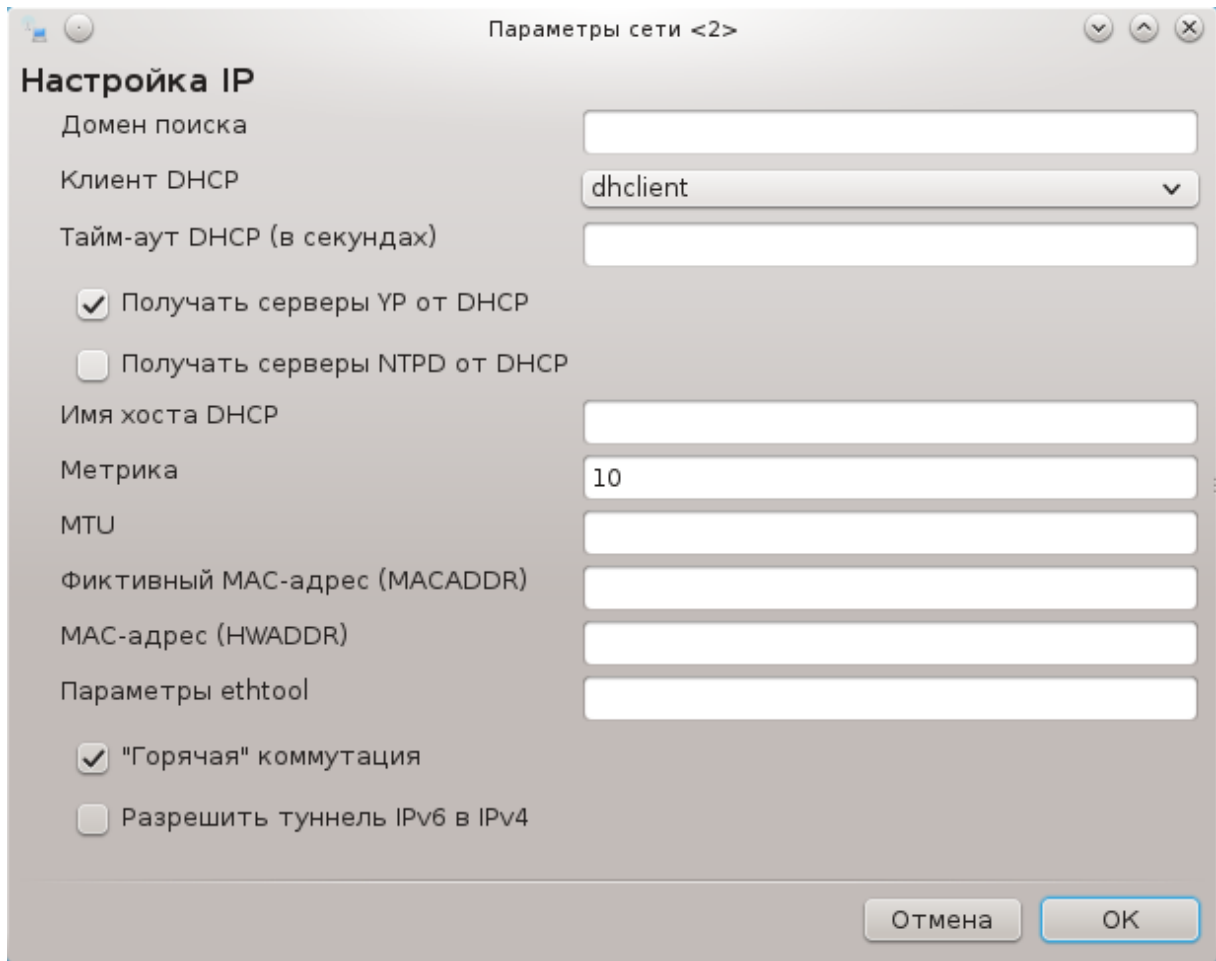 Параметры сети <2>
Настройка IP
Домен поиска
Клиент DHCP
dhclient
Тайм-аут DHCP (в секундах)
Получать серверы YP от DHCP
Получать серверы NTPD от DHCP
Имя хоста DHCP
Метрика
10
MTU
Фиктивный MAC-адрес (MACADDR)
MAC-адрес (HWADDR)
Параметры ethtool
"Горячая" коммутация
Разрешить туннель IPv6 в IPv4
Отмена
OK